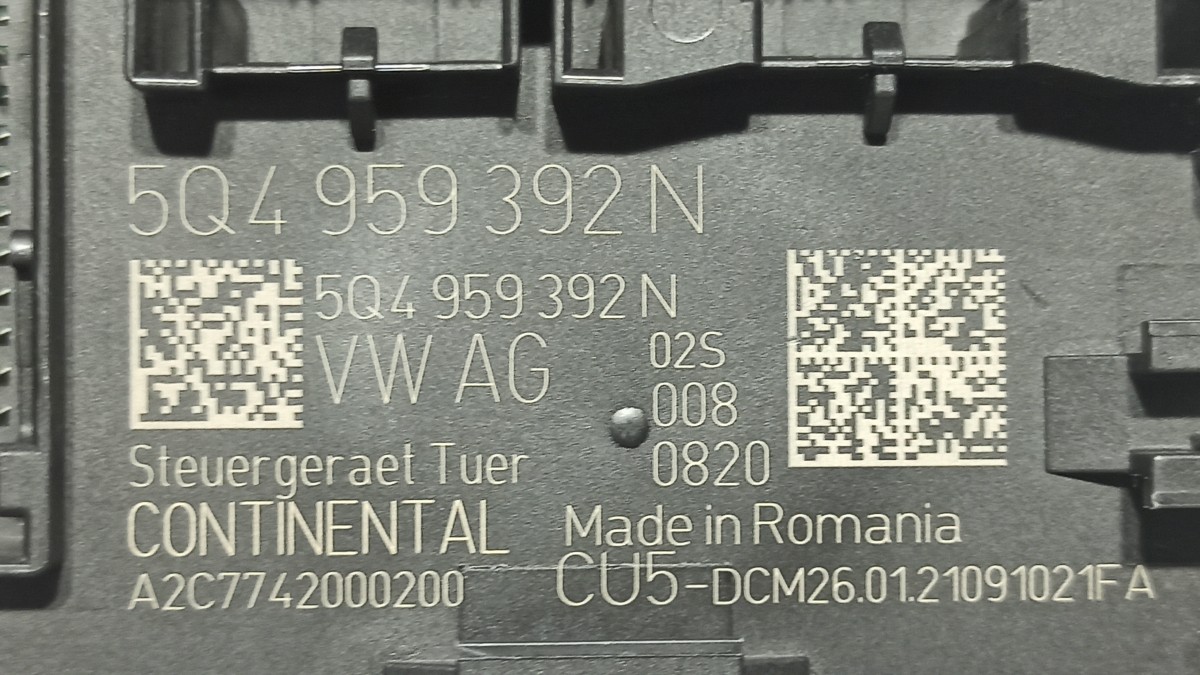 5Q4 959 392 N
5Q4 959 392 N
VW AG
02S
008
0820
Steuergeraet Tuer
CONTINENTAL
Made in Romania
A2C7742000200
CU5-DCM26.01.21091021FA